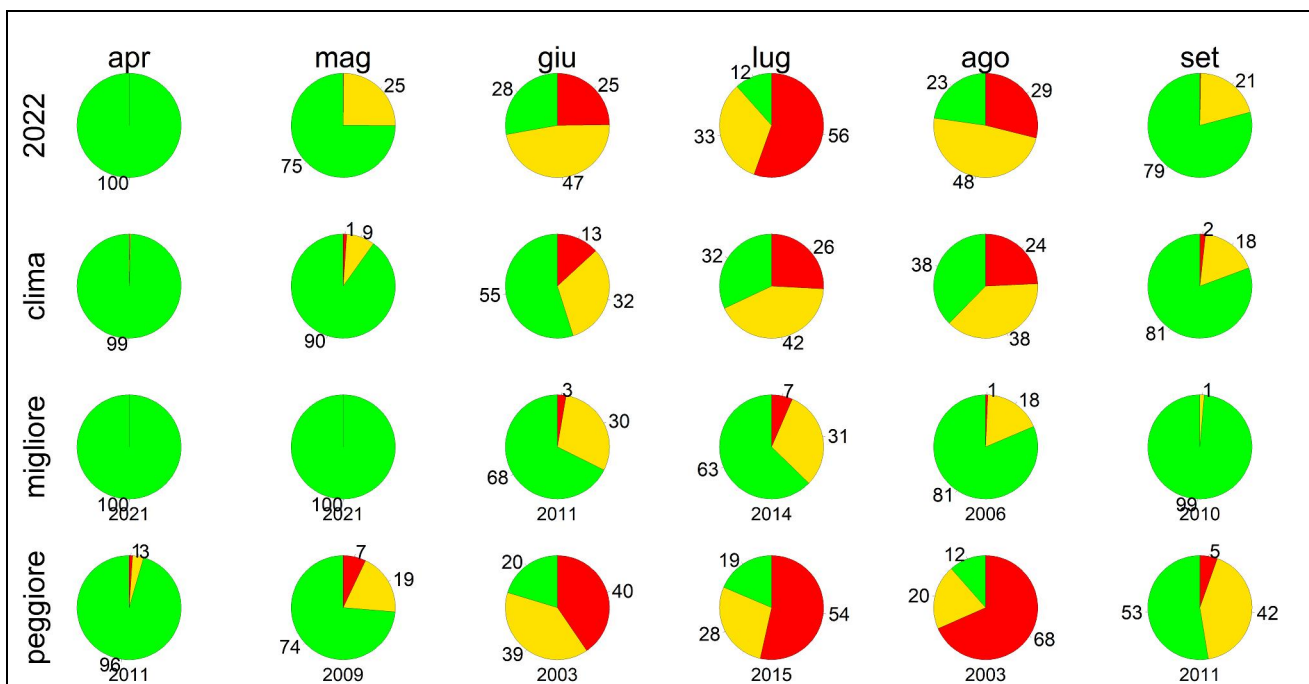 apr mag giu lug ago set
2022 100 25 75 28 25 47 12 33 56 23 29 48 21 79
clima 99 1 9 90 55 13 32 32 26 42 38 24 38 2 18 81
migliore 100 100 3 30 68 7 31 63 1 18 81 1 99
2021 2021 2011 2014 2006 2010
peggiore 1 3 96 7 19 74 20 40 39 19 54 28 12 20 68 5 53 42
2011 2009 2003 2015 2003 2011